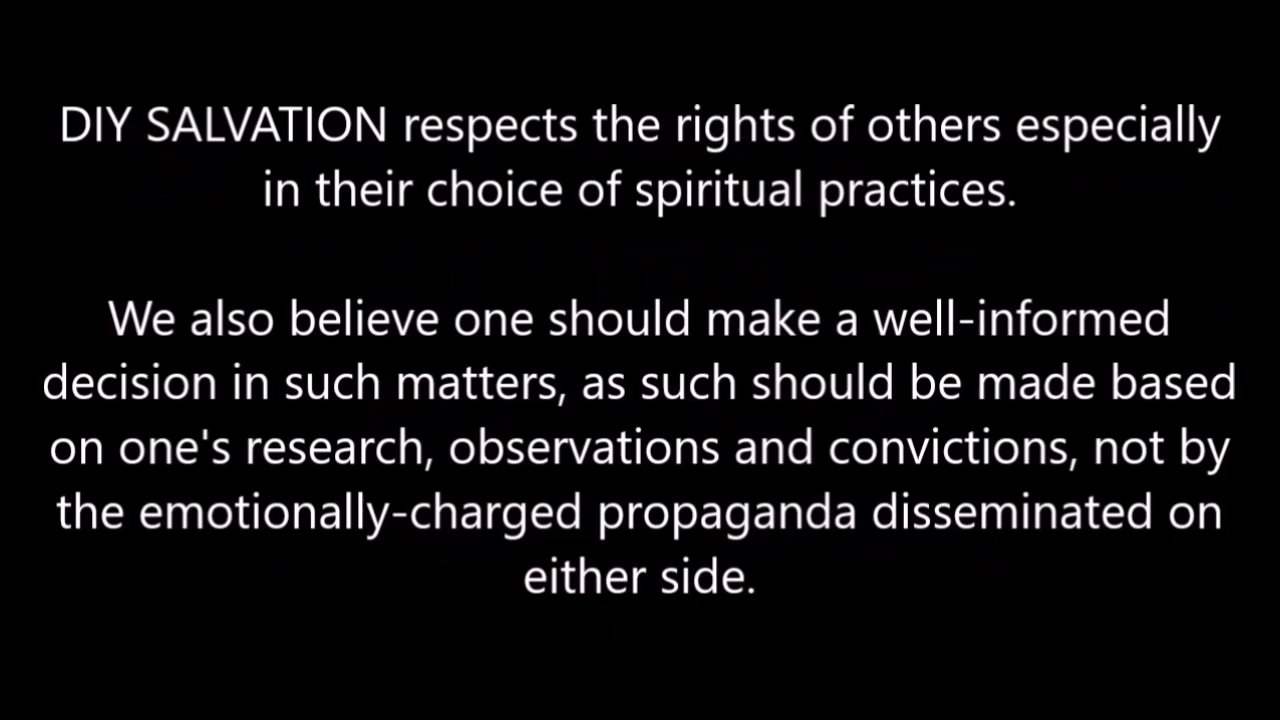 DIY SALVATION respects the rights of others especially
in their choice of spiritual practices.
We also believe one should make a well-informed
decision in such matters, as such should be made based
on one's research, observations and convictions, not by
the emotionally-charged propaganda disseminated on
either side.